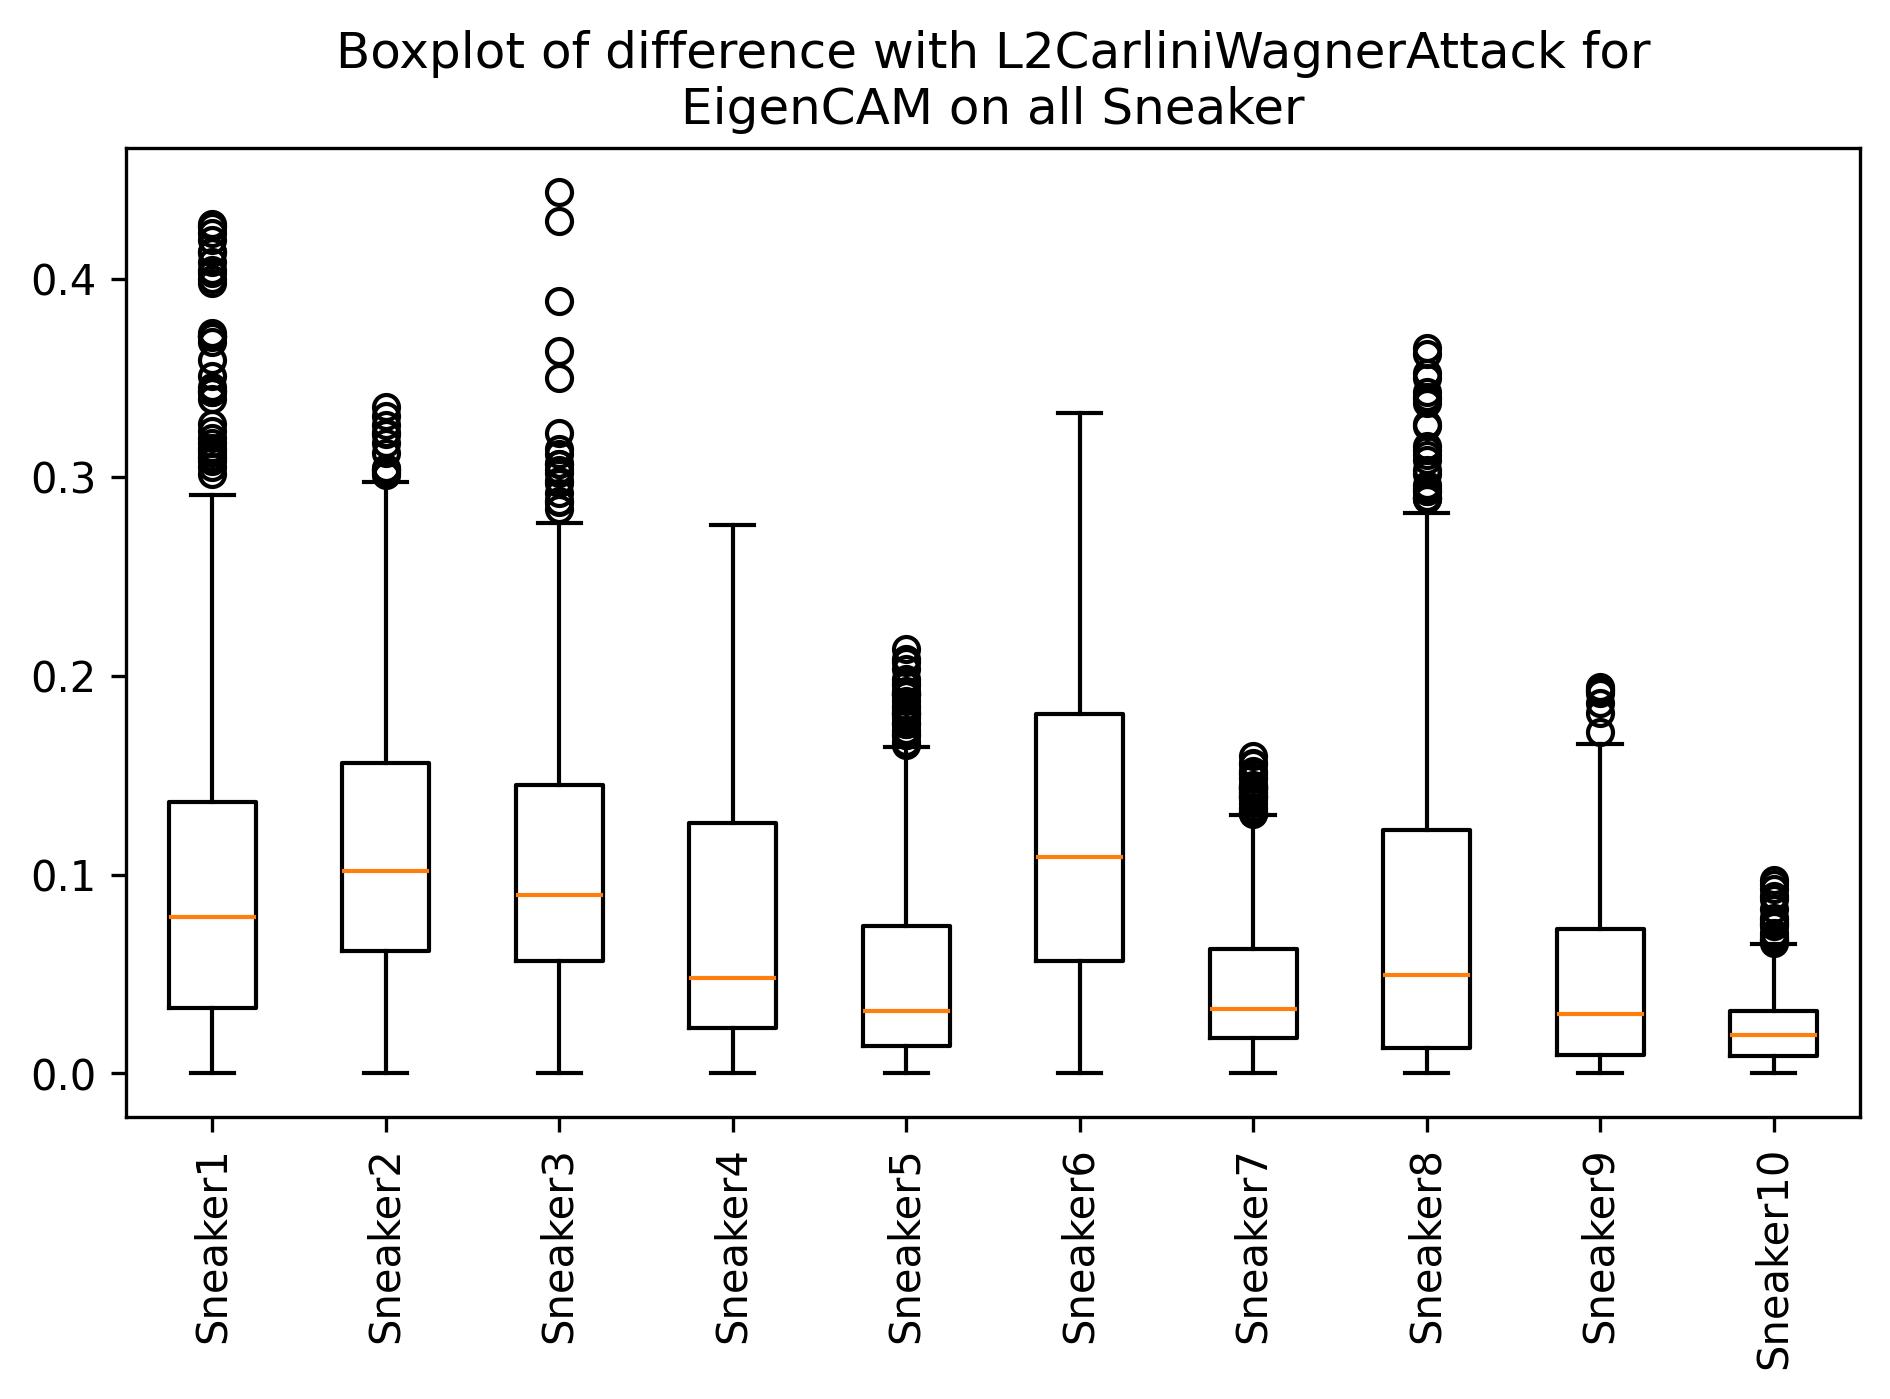 Boxplot of difference with L2CarliniWagnerAttack for
EigenCAM on all Sneaker
0.4
0.3
0.2
0.1
0.0
Sneaker1
Sneaker2
Sneaker3
Sneaker4
Sneaker5
Sneaker6
Sneaker7
Sneaker8
Sneaker9
Sneaker10